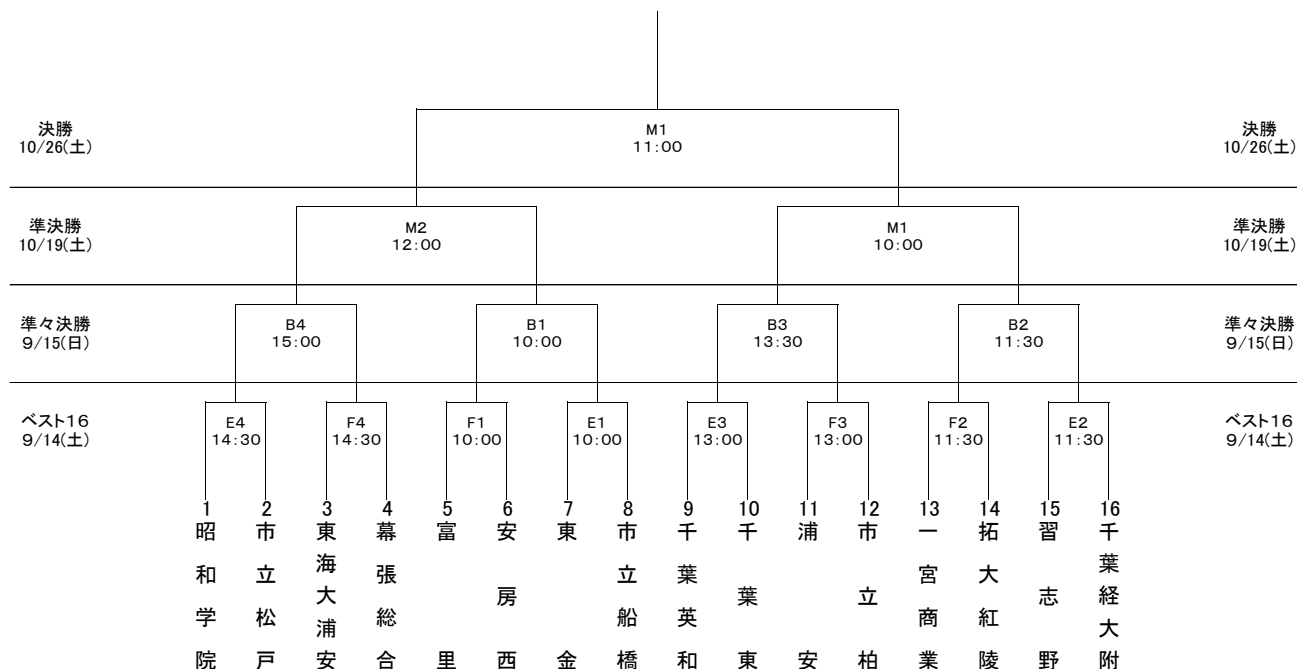 決勝
10/26(土)
M1
11:00
決勝
10/26(土)
準決勝
10/19(土)
M2
12:00
M1
10:00
準決勝
10/19(土)
準々決勝
9/15(日)
B4
15:00
B1
10:00
B3
13:30
B2
11:30
準々決勝
9/15(日)
ベスト16
9/14(土)
E4
14:30
F4
14:30
F1
10:00
E1
10:00
E3
13:00
F3
13:00
F2
11:30
E2
11:30
ベスト16
9/14(土)
1
昭和学院
2
市立松戸
3
東海大浦安
4
幕張総合
5
富里
6
安房西
7
東金
8
市立船橋
9
千葉英和
10
千葉東
11
浦安
12
市立柏
13
一宮商業
14
拓大紅陵
15
習志野
16
千葉経大附